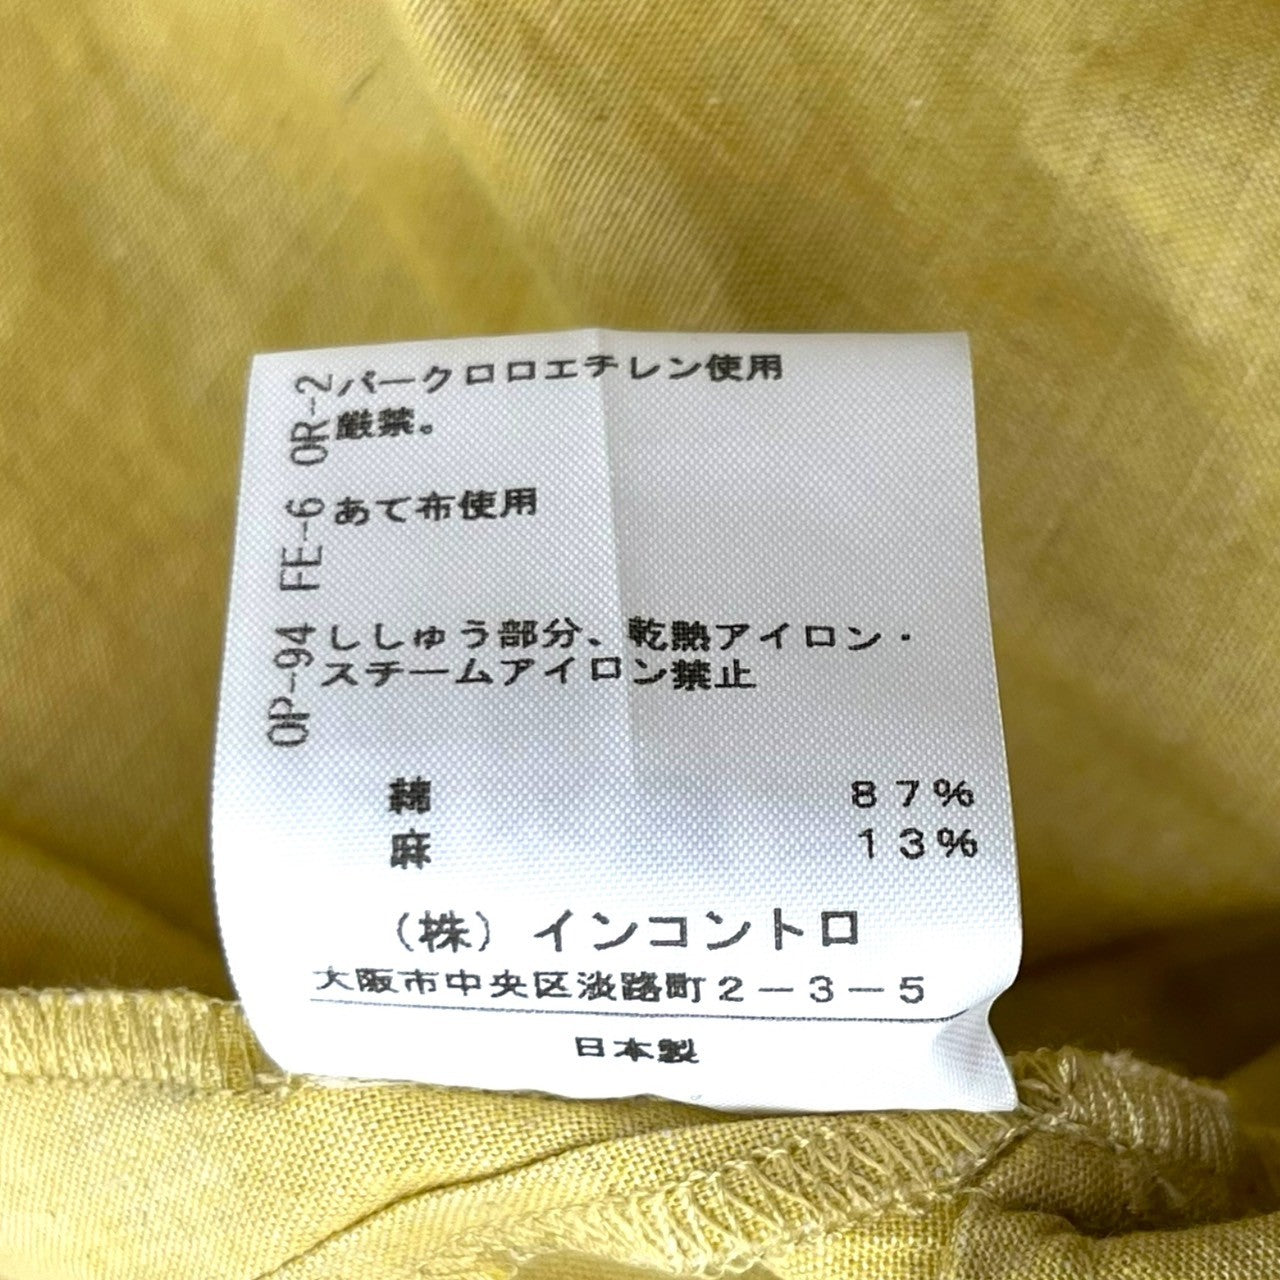 パークロロエチレン使用
厳禁。
あて布使用
ししゅう部分、乾熱アイロン・
スチームアイロン禁止
OR-2
FE-6
OP-94
綿 87%
麻 13%
(株)インコントロ
大阪市中央区淡路町2-3-5
日本製